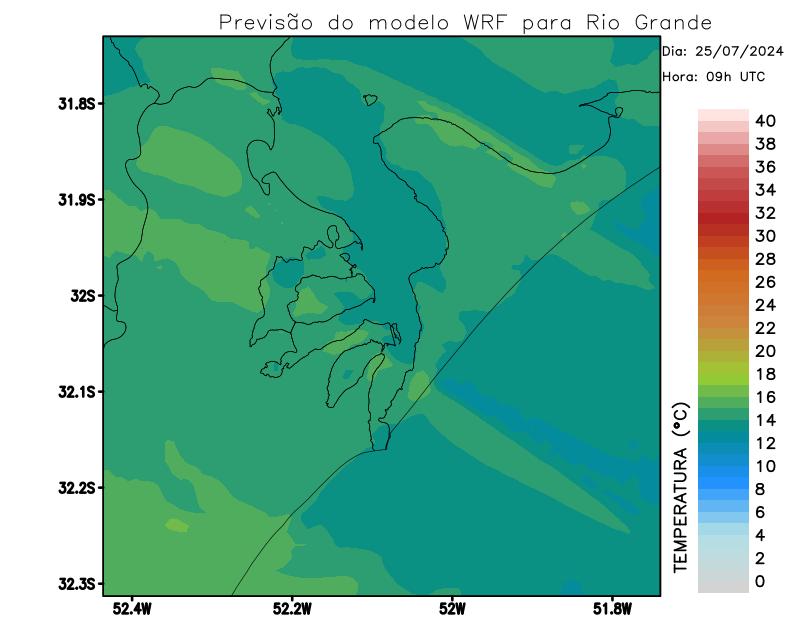 Previsão do modelo WRF para Rio Grande
Dia: 25/07/2024
Hora: 09h UTC
31.8S
31.9S
32S
32.1S
32.2S
32.3S
52.4W
52.2W
52W
51.8W
TEMPERATURA (°C)
40
38
36
34
32
30
28
26
24
22
20
18
16
14
12
10
8
6
4
2
0